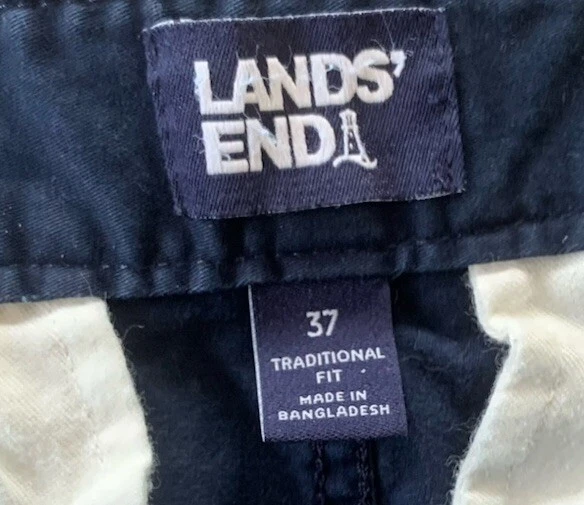 LANDS'
END
37
TRADITIONAL
FIT
MADE IN
BANGLADESH